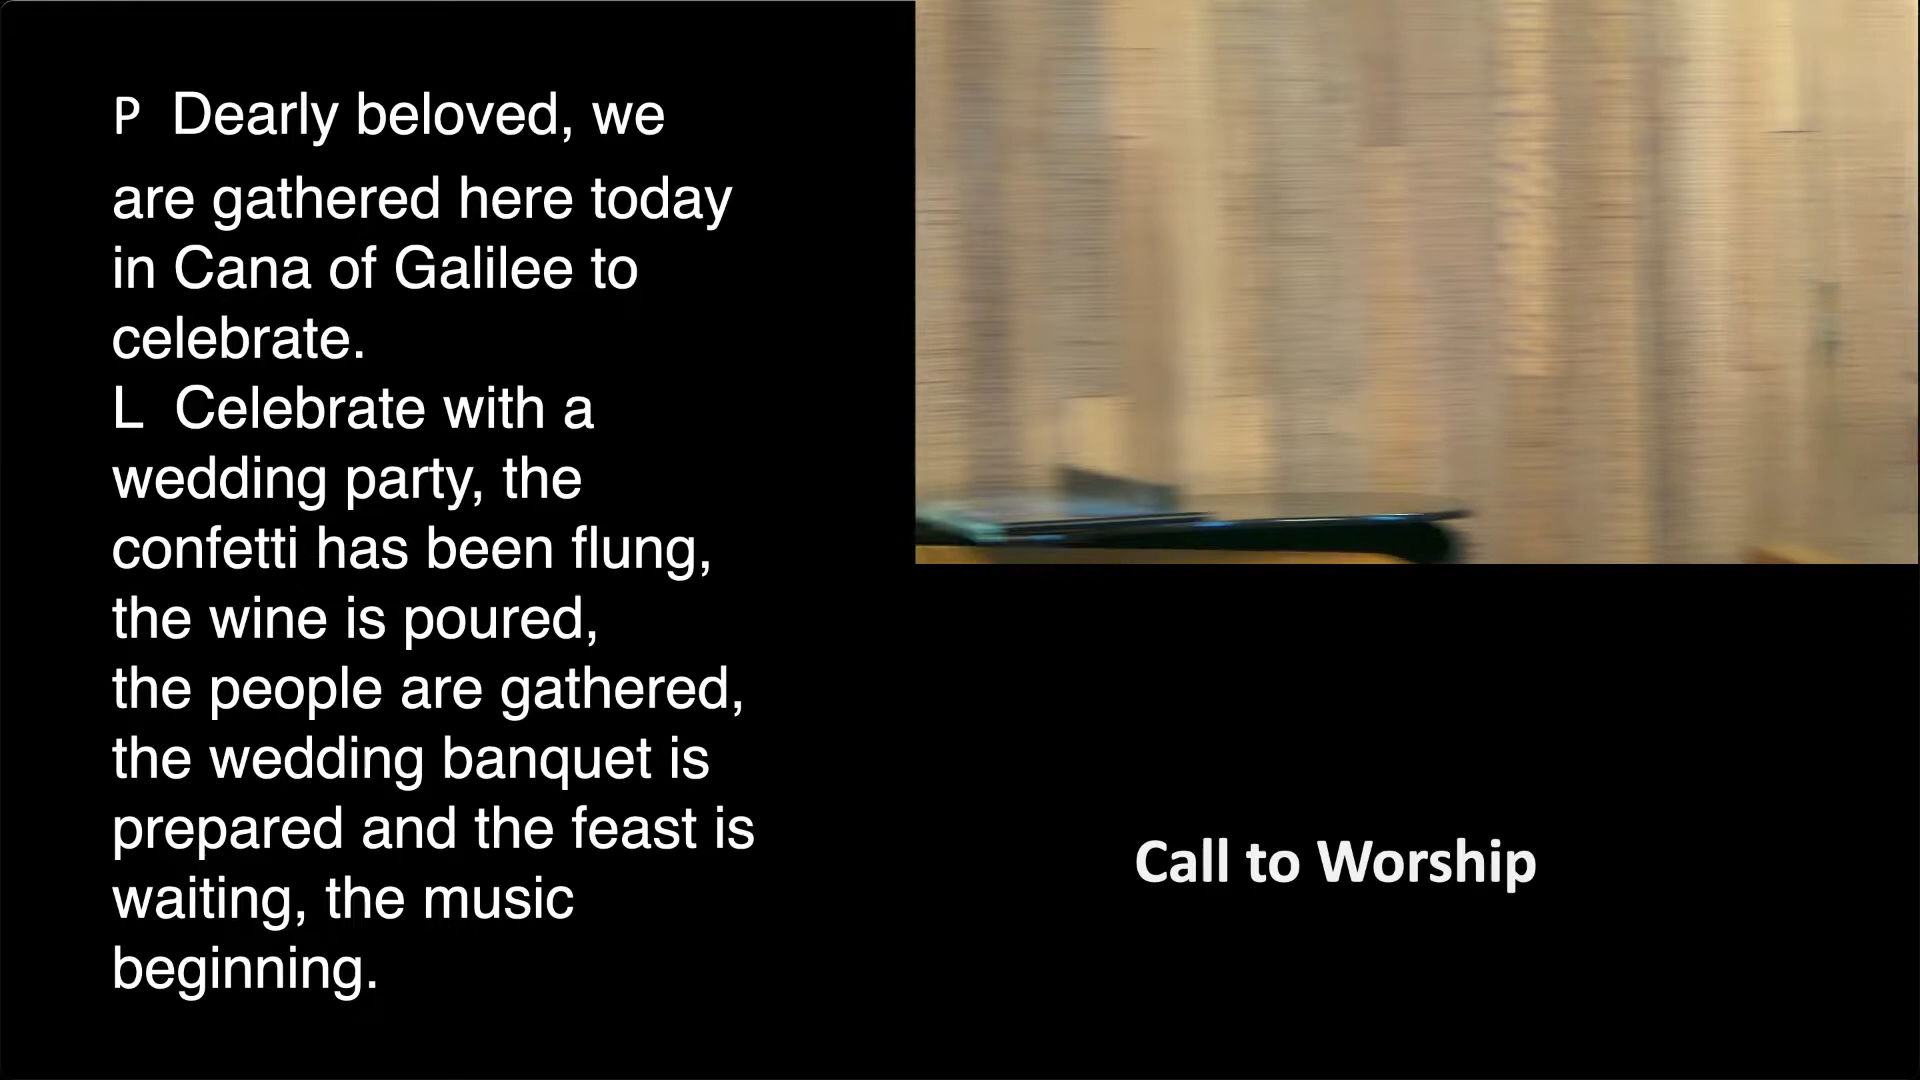 P  Dearly beloved, we
are gathered here today
in Cana of Galilee to
celebrate.
L  Celebrate with a
wedding party, the
confetti has been flung,
the wine is poured,
the people are gathered,
the wedding banquet is
prepared and the feast is
waiting, the music
beginning.
Call to Worship